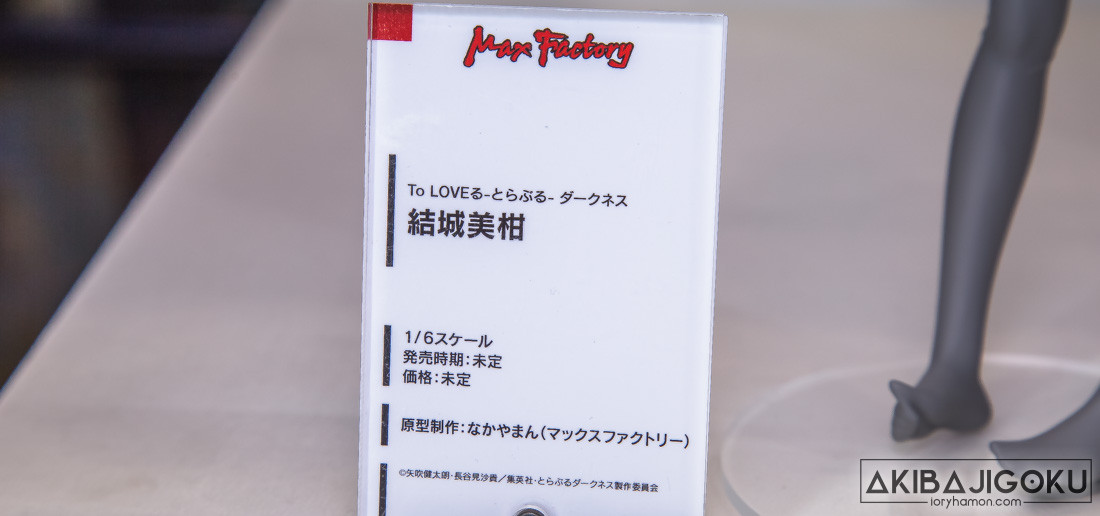 Max Factory
To LOVEる-とらぶる- ダークネス
結城美柑
1/6スケール
発売時期:未定
価格:未定
原型制作:なかやまん(マックスファクトリー)
©矢吹健太朗・長谷見沙貴／集英社・とらぶるダークネス製作委員会
AKIBAJIGOKU
ioryhamon.com